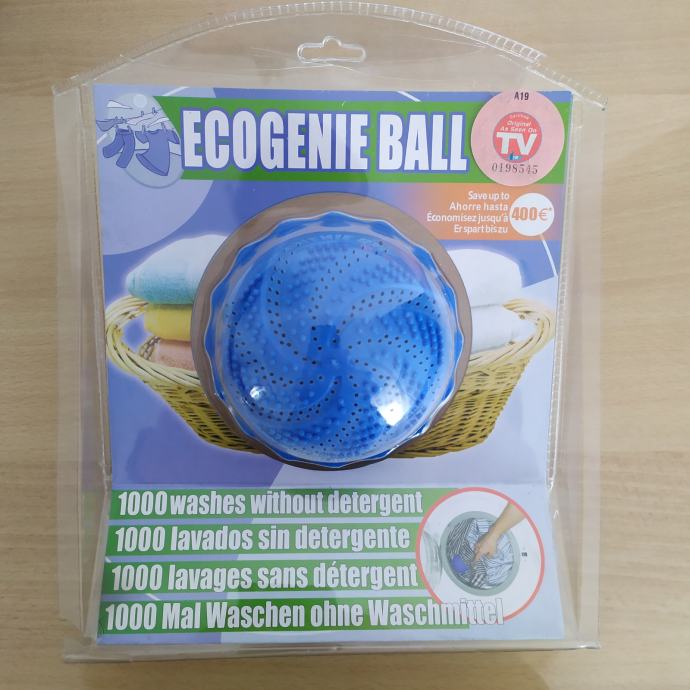 A19
ECOGENIE BALL
Original
As Seen On
TV
0198545
Save up to
Ahorre hasta
Économisez jusqu'à
Er spart bis zu
400€*
1000 washes without detergent
1000 lavados sin detergente
1000 lavages sans détergent
1000 Mal Waschen ohne Waschmittel